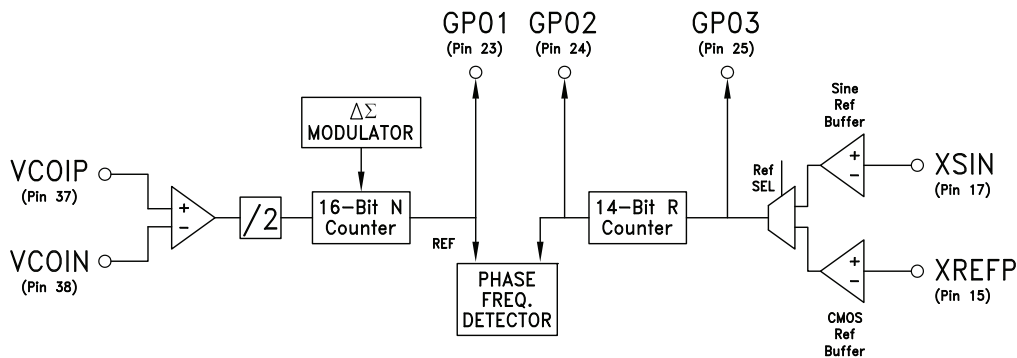 GPO1
(Pin 23)
GPO2
(Pin 24)
GPO3
(Pin 25)
ΔΣ
MODULATOR
Sine
Ref
Buffer
VCOIP
(Pin 37)
+
−
/2
16-Bit N
Counter
REF
14-Bit R
Counter
Ref
SEL
+
−
XSIN
(Pin 17)
VCOIN
(Pin 38)
PHASE
FREQ.
DETECTOR
+
−
XREFP
(Pin 15)
CMOS
Ref
Buffer